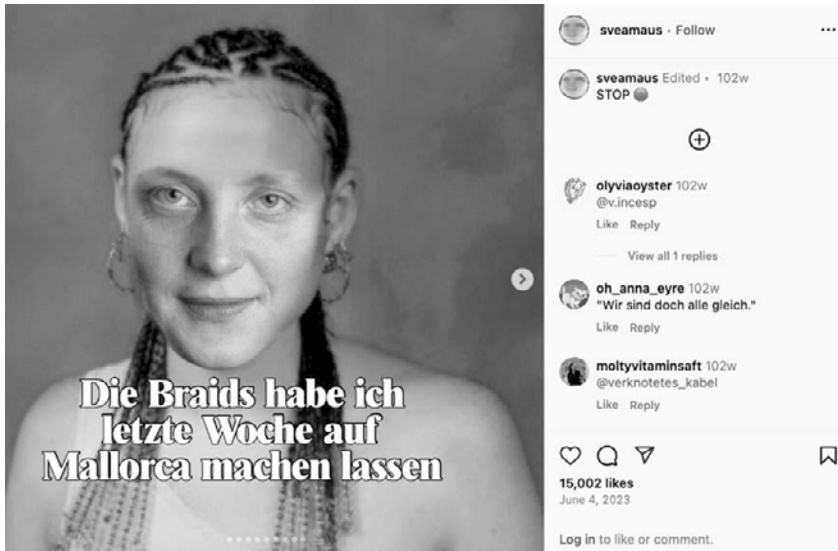 Die Braids habe ich
letzte Woche auf
Mallorca machen lassen
sveamaus · Follow
sveamaus Edited · 102w
STOP
olyviaoyster 102w
@v.incesp
Like Reply
View all 1 replies
oh_anna_eyre 102w
"Wir sind doch alle gleich."
Like Reply
moltyvitaminsaft 102w
@verknotetes_kabel
Like Reply
15,002 likes
June 4, 2023
Log in to like or comment.